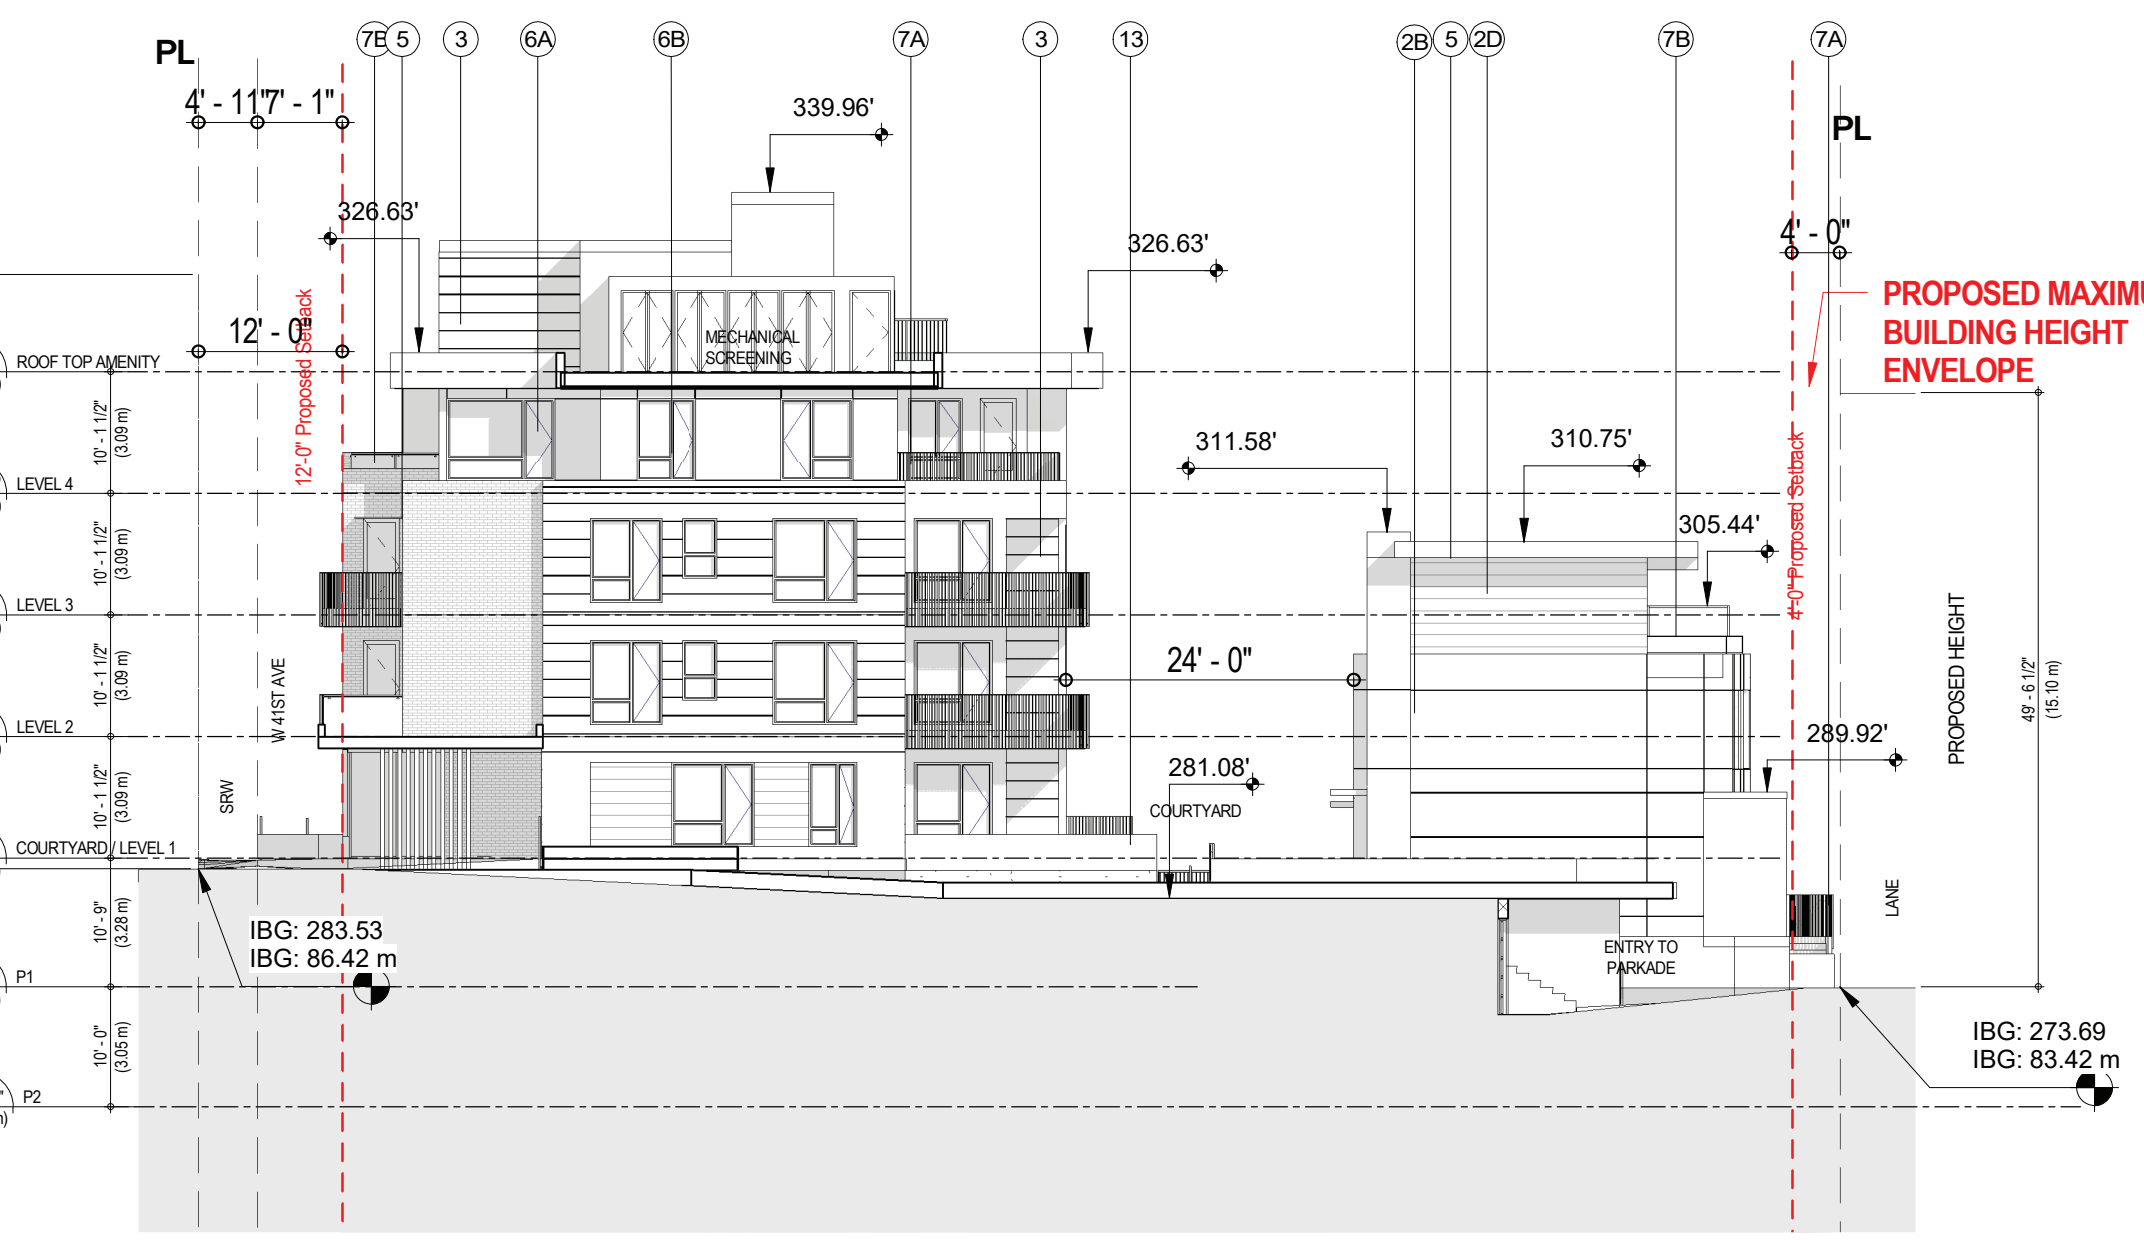 7B 5 3 6A 6B 7A 3 13 2B 5 2D 7B 7A
PL
4' - 11" 7' - 1"
339.96'
PL
326.63'
326.63'
4' - 0"
PROPOSED MAXIMU
BUILDING HEIGHT
ENVELOPE
12' - 0"
12'-0" Proposed Setback
MECHANICAL
SCREENING
ROOF TOP AMENITY
10' - 1 1/2"
(3.09 m)
311.58'
310.75'
4'-0" Proposed Setback
LEVEL 4
10' - 1 1/2"
(3.09 m)
305.44'
LEVEL 3
10' - 1 1/2"
(3.09 m)
W 41ST AVE
24' - 0"
PROPOSED HEIGHT
49' - 6 1/2"
(15.10 m)
LEVEL 2
10' - 1 1/2"
(3.09 m)
SRW
281.08'
COURTYARD
289.92'
COURTYARD / LEVEL 1
10' - 9"
(3.28 m)
IBG: 283.53
IBG: 86.42 m
ENTRY TO
PARKADE
LANE
P1
10' - 0"
(3.05 m)
IBG: 273.69
IBG: 83.42 m
P2
"
m)